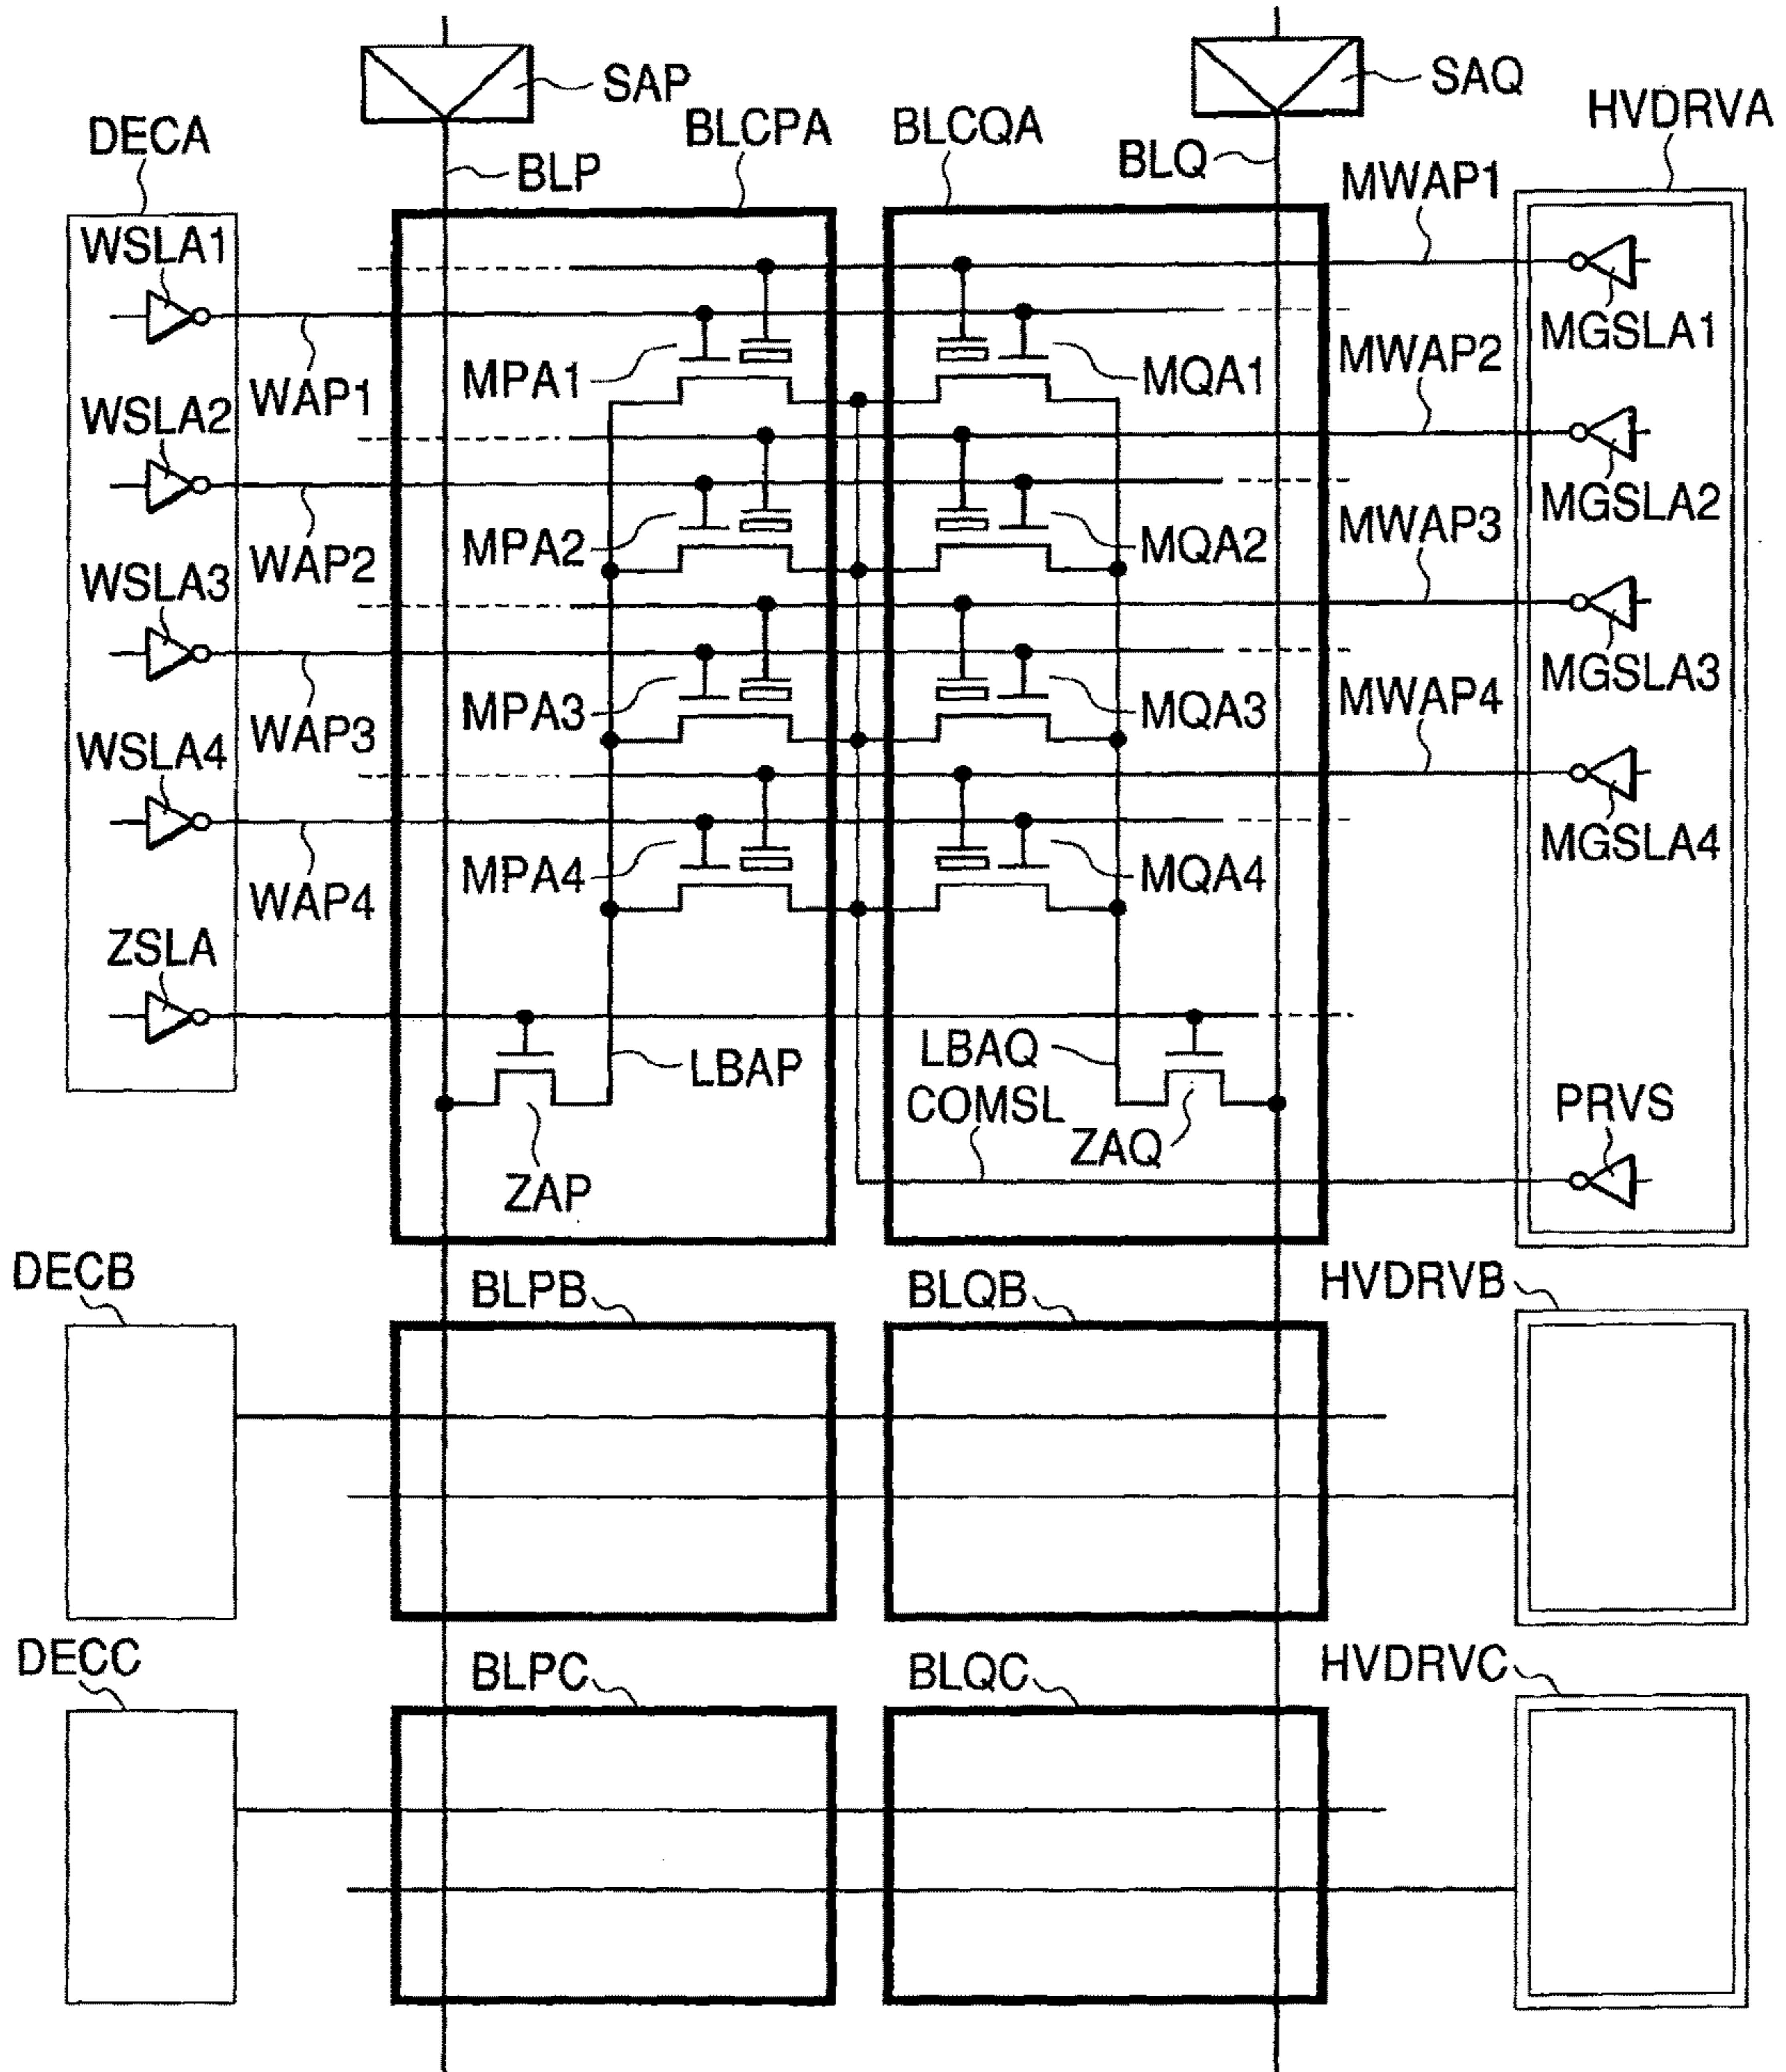 SAP
SAQ
DECA
BLCPA
BLCQA
HVDRVA
BLP
BLQ
MWAP1
WSLA1
MPA1
MQA1
MGSLA1
WAP1
MWAP2
WSLA2
MPA2
MQA2
MGSLA2
WAP2
MWAP3
WSLA3
MPA3
MQA3
MGSLA3
WAP3
MWAP4
WSLA4
MPA4
MQA4
MGSLA4
WAP4
ZSLA
LBAP
LBAQ
COMSL
PRVS
ZAP
ZAQ
DECB
BLPB
BLQB
HVDRVB
DECC
BLPC
BLQC
HVDRVC